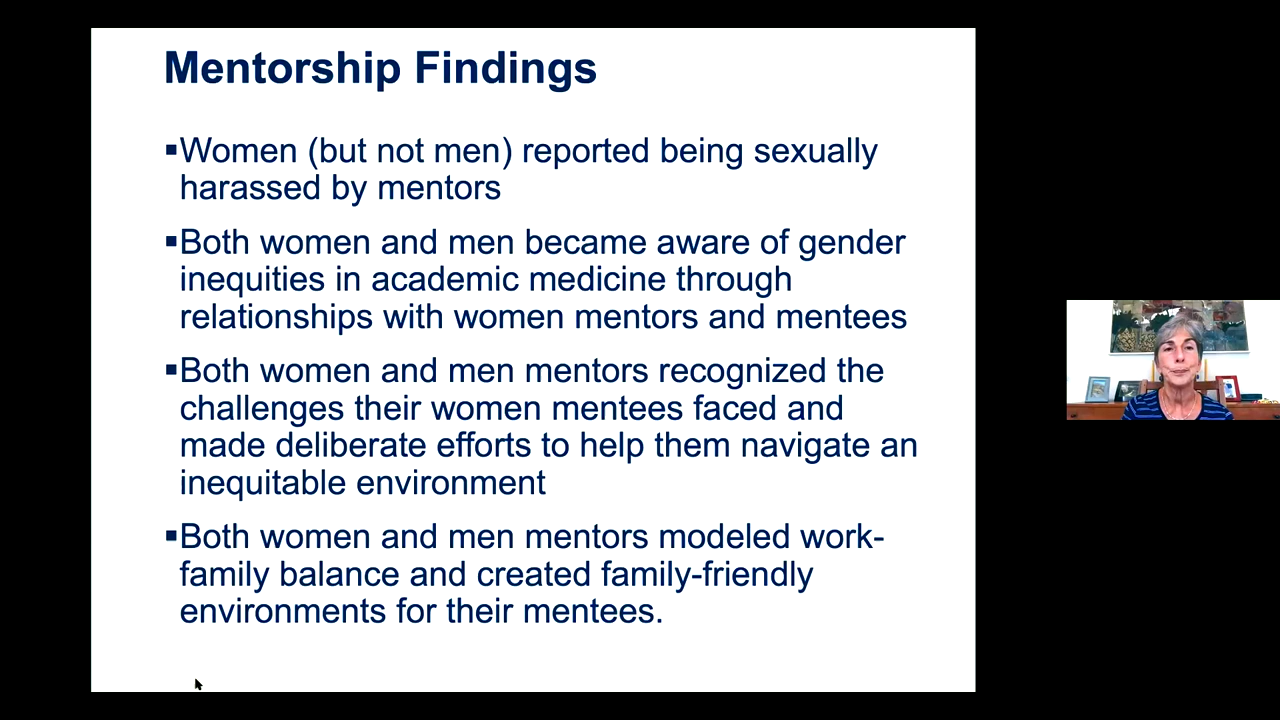 Mentorship Findings
▪Women (but not men) reported being sexually
harassed by mentors
▪Both women and men became aware of gender
inequities in academic medicine through
relationships with women mentors and mentees
▪Both women and men mentors recognized the
challenges their women mentees faced and
made deliberate efforts to help them navigate an
inequitable environment
▪Both women and men mentors modeled work-
family balance and created family-friendly
environments for their mentees.